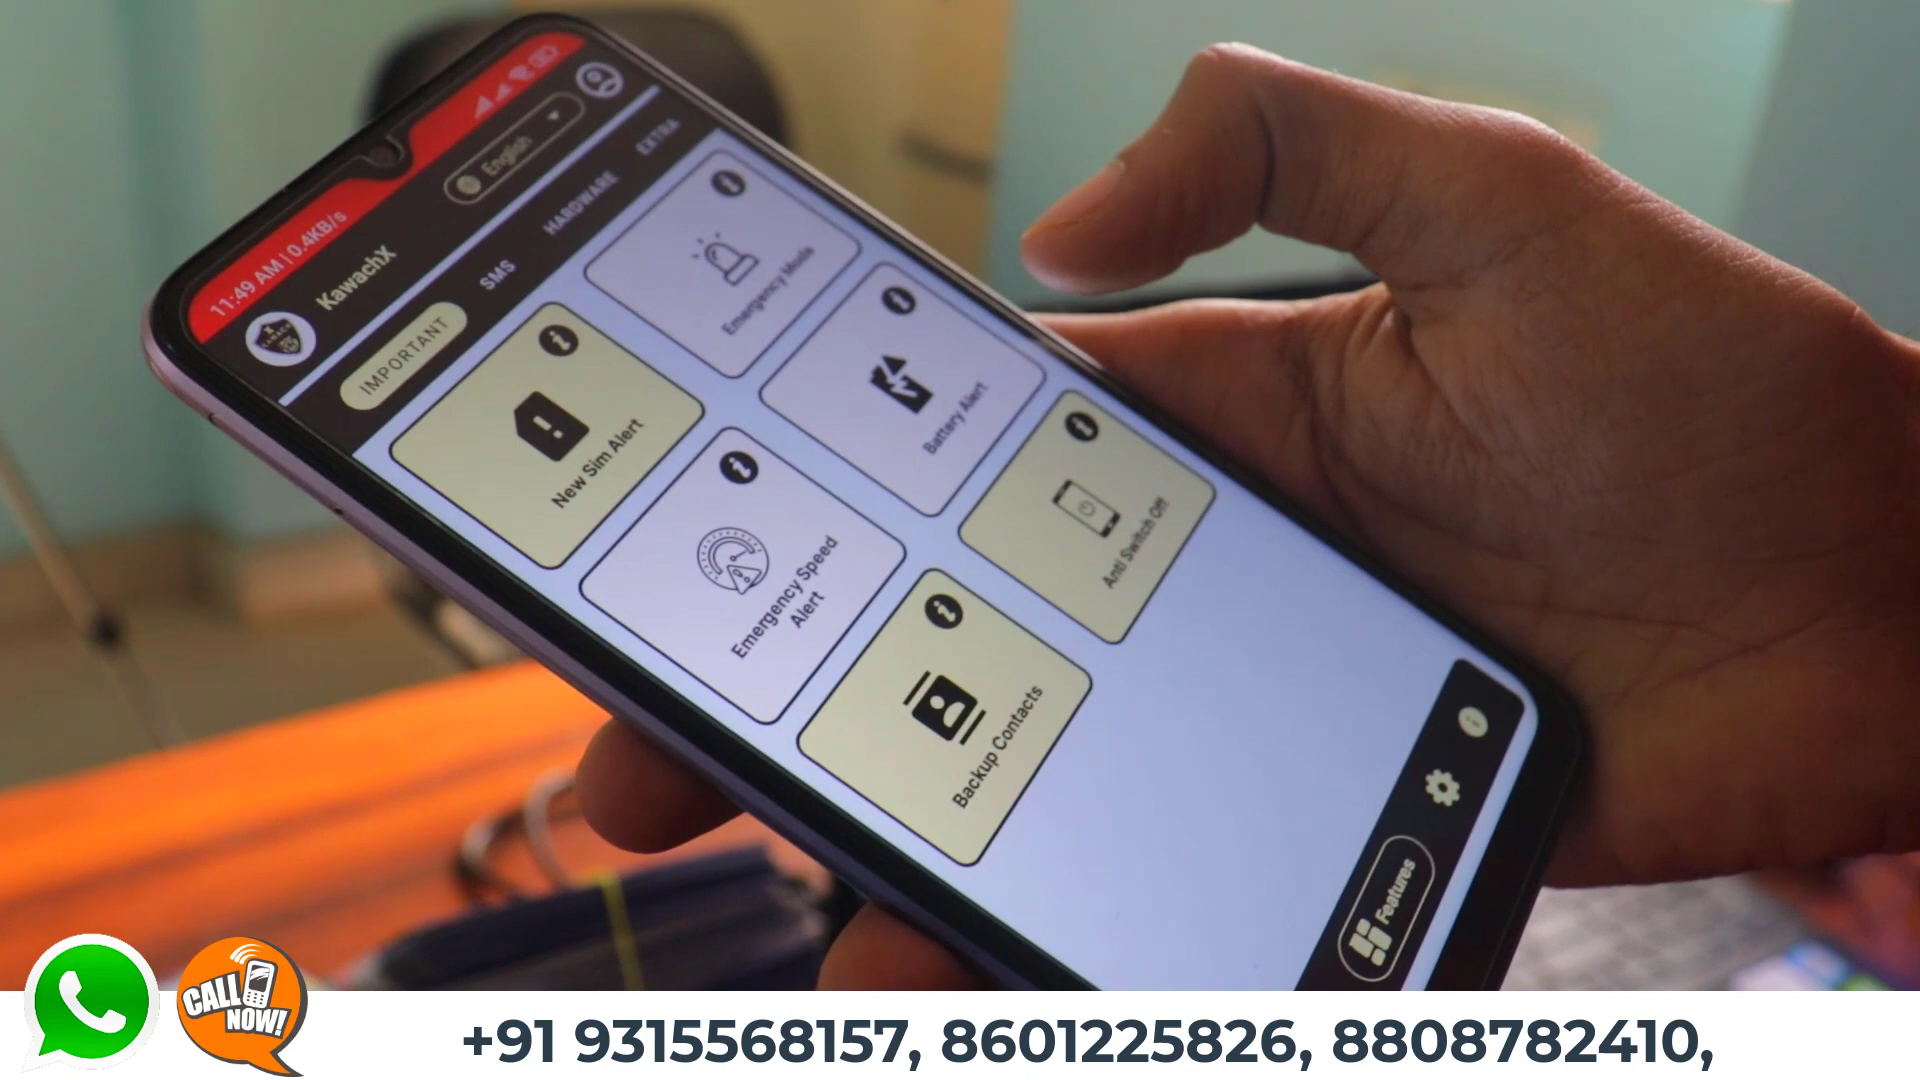 11:49 AM | 0.4KB/s
KawachX
English
IMPORTANT
SMS
HARDWARE
EXTRA
New Sim Alert
Emergency Mode
Emergency Speed
Alert
Battery Alert
Backup Contacts
Anti Switch Off
Features
CALL
NOW!
+91 9315568157, 8601225826, 8808782410,